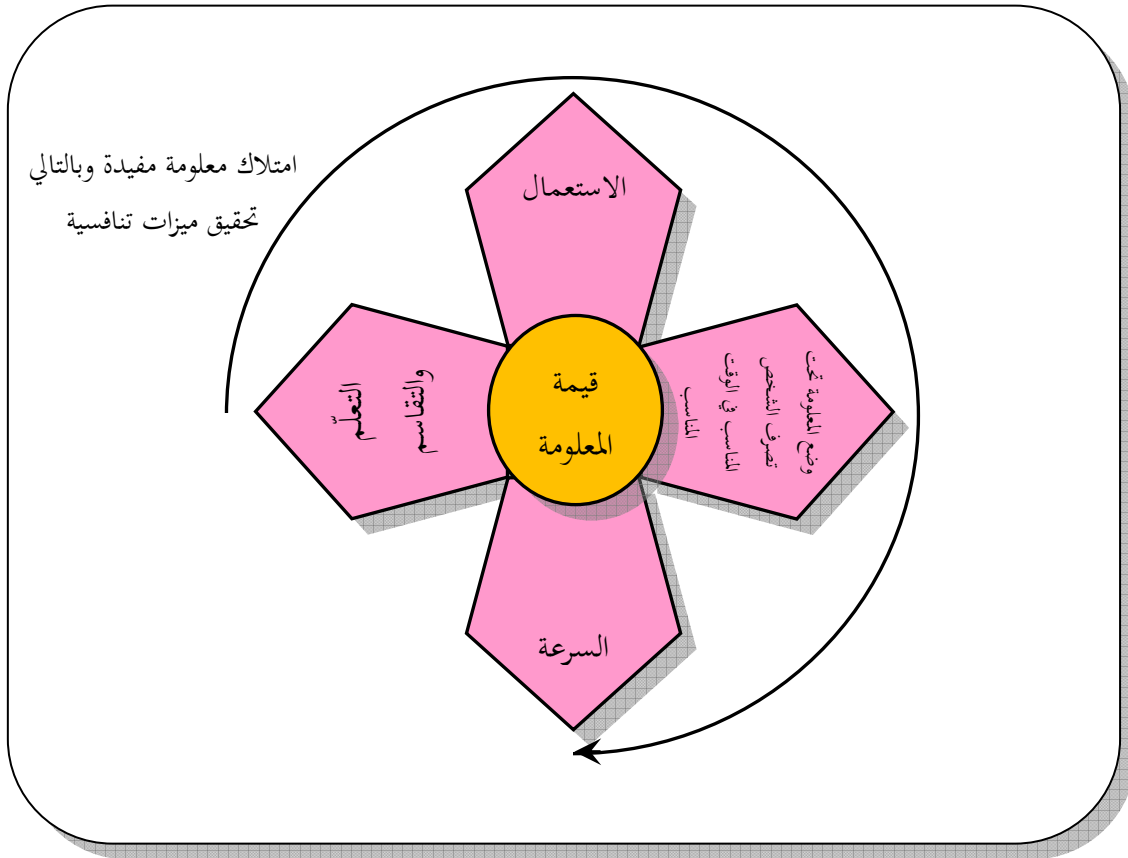 امتلاك معلومة مفيدة وبالتالي
تحقيق ميزات تنافسية
الاستعمال
وضع المعلومة تحت
تصرف الشخص
المناسب في الوقت
المناسب
قيمة
المعلومة
التعلّم
والتقاسم
السرعة